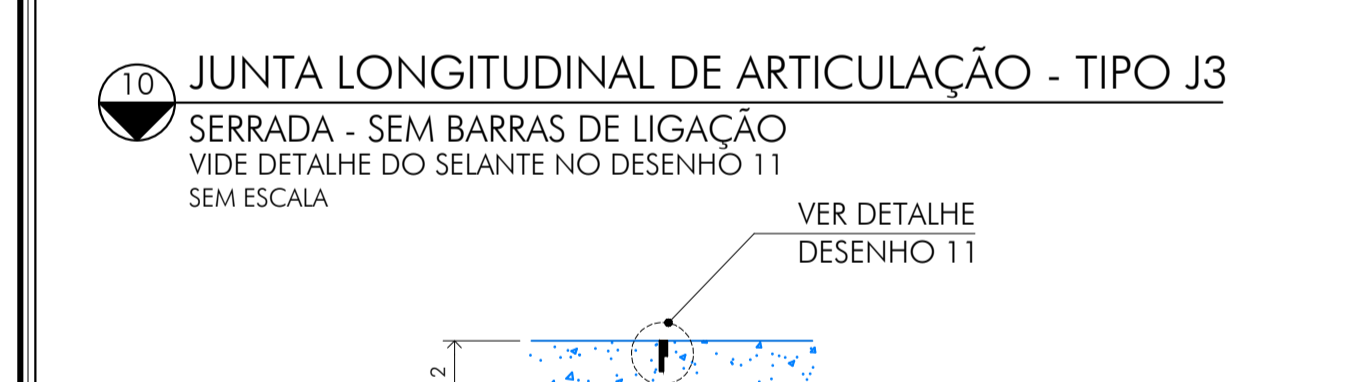 10
JUNTA LONGITUDINAL DE ARTICULAÇÃO - TIPO J3
SERRADA - SEM BARRAS DE LIGAÇÃO
VIDE DETALHE DO SELANTE NO DESENHO 11
SEM ESCALA
VER DETALHE
DESENHO 11
2